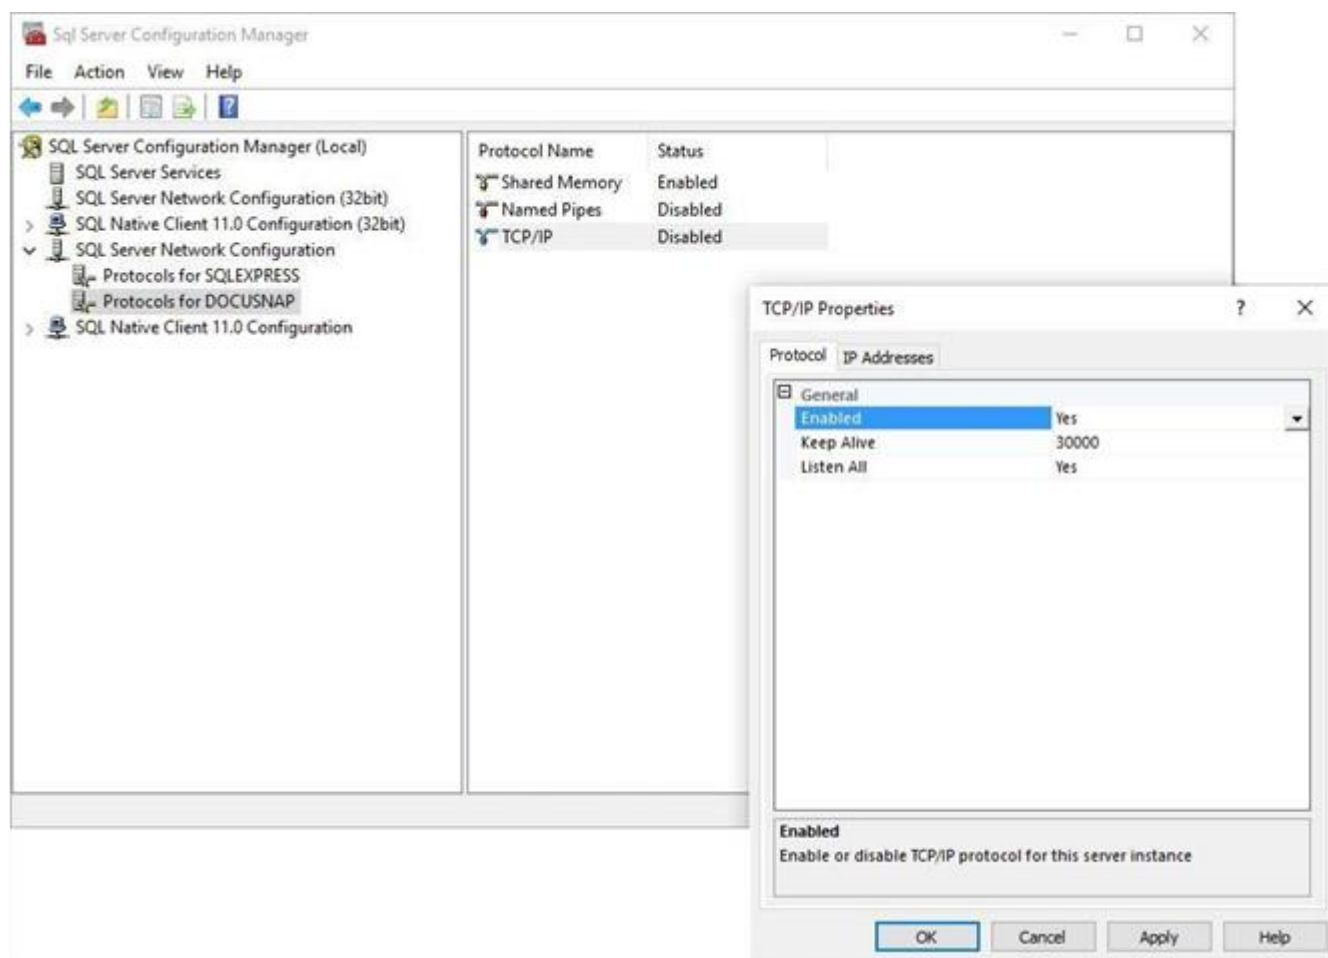 Sql Server Configuration Manager
File Action View Help
SQL Server Configuration Manager (Local)
SQL Server Services
SQL Server Network Configuration (32bit)
SQL Native Client 11.0 Configuration (32bit)
SQL Server Network Configuration
Protocols for SQLEXPRESS
Protocols for DOCUSNAP
SQL Native Client 11.0 Configuration
Protocol Name Status
Shared Memory Enabled
Named Pipes Disabled
TCP/IP Disabled
TCP/IP Properties ?
Protocol IP Addresses
General
Enabled Yes
Keep Alive 30000
Listen All Yes
Enabled
Enable or disable TCP/IP protocol for this server instance
OK Cancel Apply Help